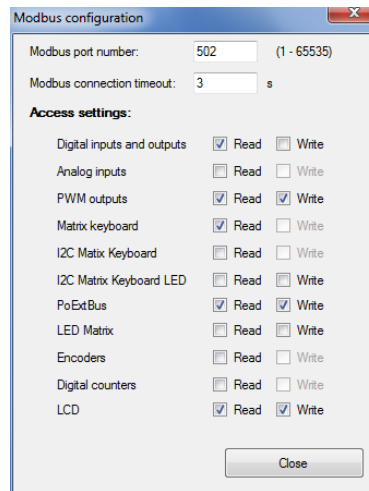 Modbus configuration
Modbus port number: 502 (1 - 65535)
Modbus connection timeout: 3 s
Access settings:
Digital inputs and outputs Read Write
Analog inputs Read Write
PWM outputs Read Write
Matrix keyboard Read Write
I2C Matix Keyboard Read Write
I2C Matrix Keyboard LED Read Write
PoExtBus Read Write
LED Matrix Read Write
Encoders Read Write
Digital counters Read Write
LCD Read Write
Close